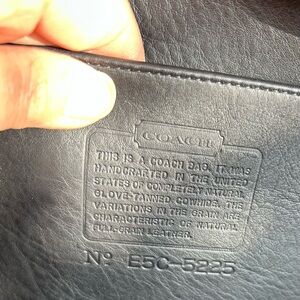 COACH
THIS IS A COACH BAG. IT WAS
HANDCRAFTED IN THE UNITED
STATES OF COMPLETELY NATURAL
GLOVE-TANNED COWHIDE. THE
VARIATIONS IN THE GRAIN ARE
CHARACTERISTIC OF NATURAL
FULL-GRAIN LEATHER.
Nº E5C-5225